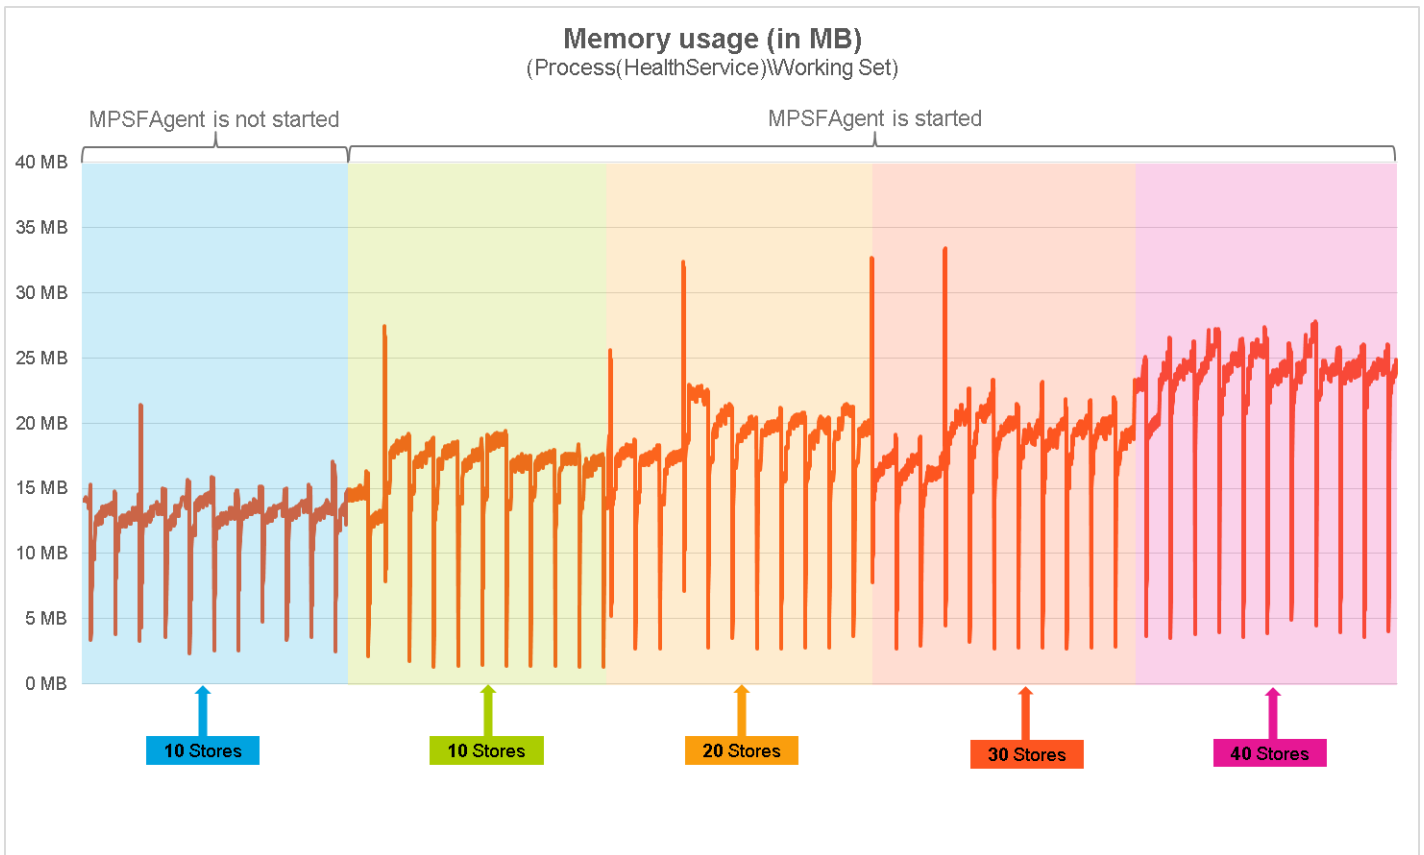 Memory usage (in MB)
(Process(HealthService)\Working Set)
MPSFAgent is not started
MPSFAgent is started
40 MB
35 MB
30 MB
25 MB
20 MB
15 MB
10 MB
5 MB
0 MB
10 Stores
10 Stores
20 Stores
30 Stores
40 Stores